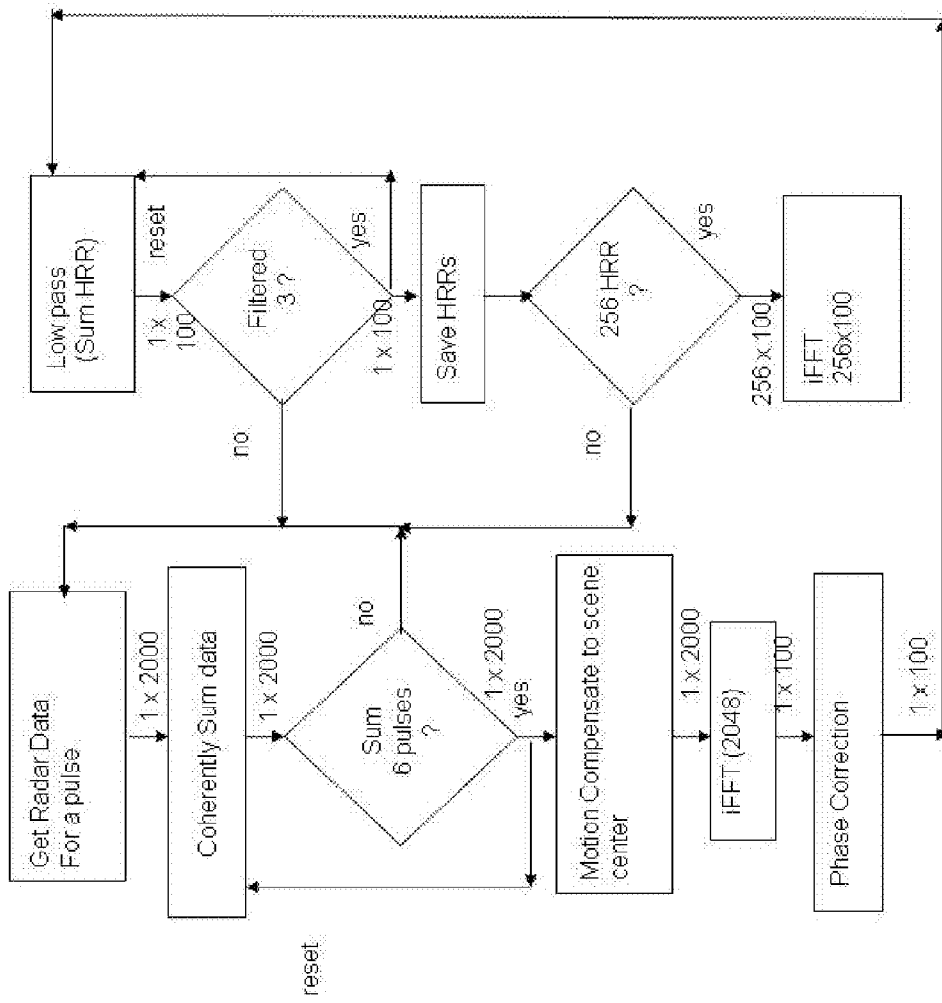 Get Radar Data
For a pulse
1 x 2000
Coherently Sum data
1 x 2000
reset
Sum
6 pulses
?
no
1 x 2000
yes
Motion Compensate to scene
center
1 x 2000
iFFT (2048)
1 x 100
Phase Correction
1 x 100
Low pass
(Sum HRR)
1 x
100
reset
Filtered
3 ?
no
yes
1 x 100
Save HRRs
256 HRR
?
no
yes
256 x 100
iFFT
256x100